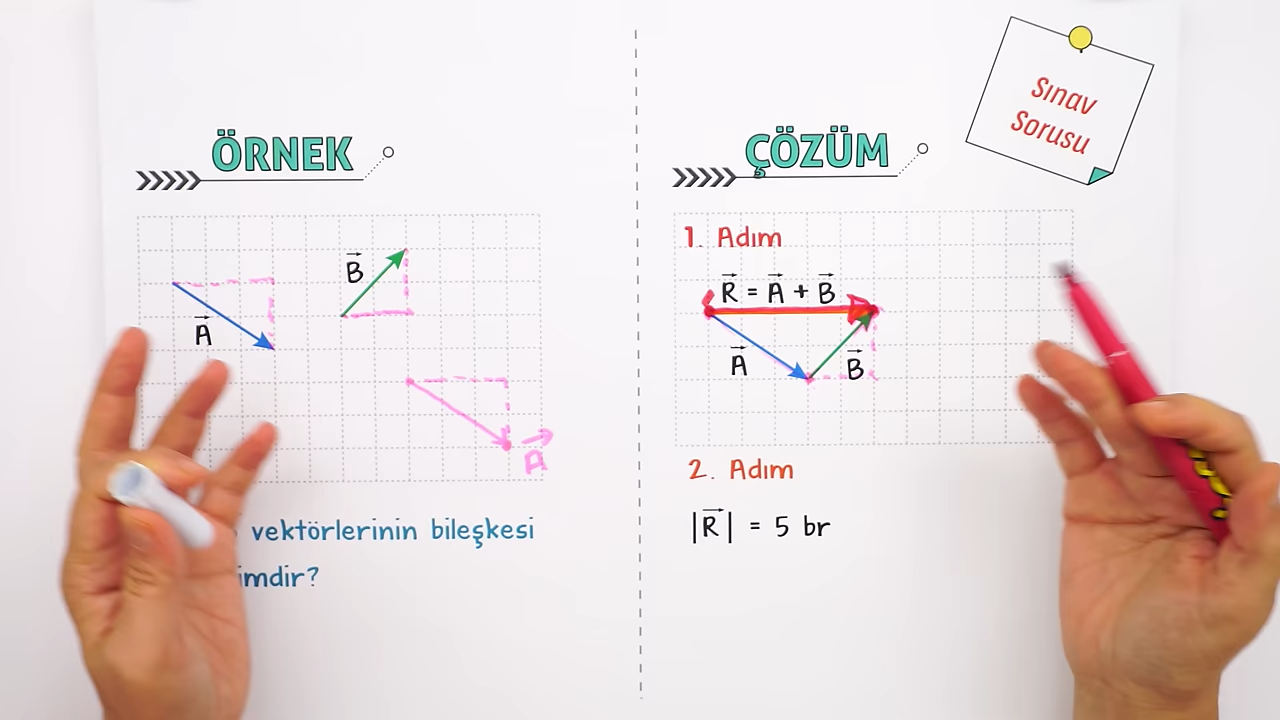 ÖRNEK
A
B
A
vektörlerinin bileşkesi
imdir?
ÇÖZÜM
Sınav
Sorusu
1. Adım
R = A + B
A
B
2. Adım
|R| = 5 br